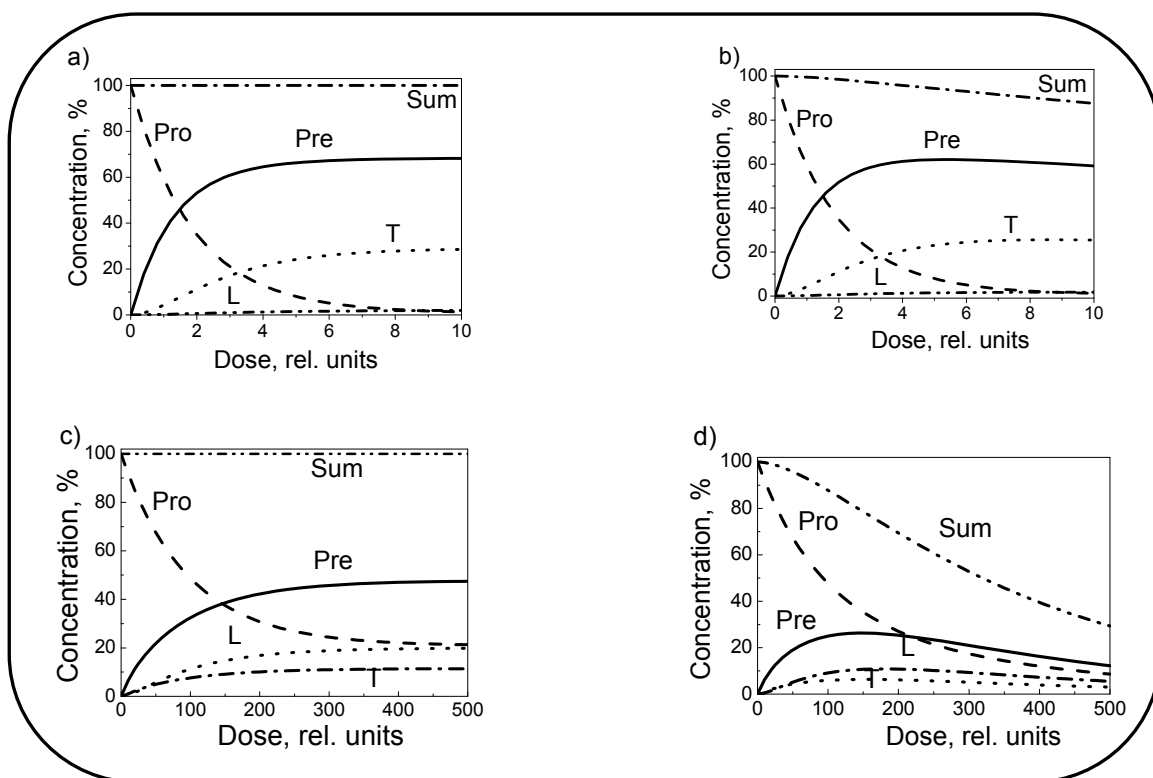 a)
Concentration, %
100
80
60
40
20
0
Sum
Pro
Pre
T
L
0 2 4 6 8 10
Dose, rel. units
b)
Concentration, %
100
80
60
40
20
0
Sum
Pro
Pre
T
L
0 2 4 6 8 10
Dose, rel. units
c)
Concentration, %
100
80
60
40
20
0
Sum
Pro
Pre
L
T
0 100 200 300 400 500
Dose, rel. units
d)
Concentration, %
100
80
60
40
20
0
Pro
Sum
Pre
L
T
0 100 200 300 400 500
Dose, rel. units